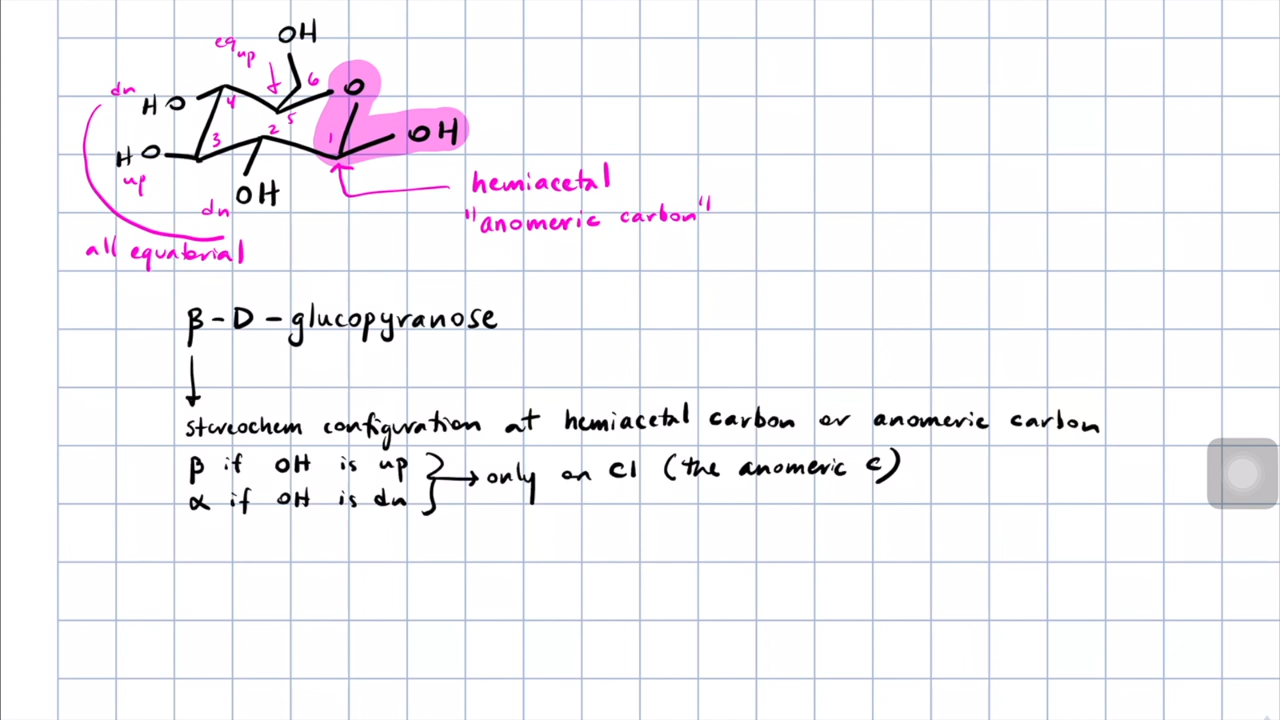 OH
eq up
6
O
dn
HO
4
5
2
1
OH
3
HO
up
OH
dn
hemiacetal
"anomeric carbon"
all equatorial
β-D-glucopyranose
stereochem configuration at hemiacetal carbon or anomeric carbon
β if OH is up
only on C1 (the anomeric C)
α if OH is dn